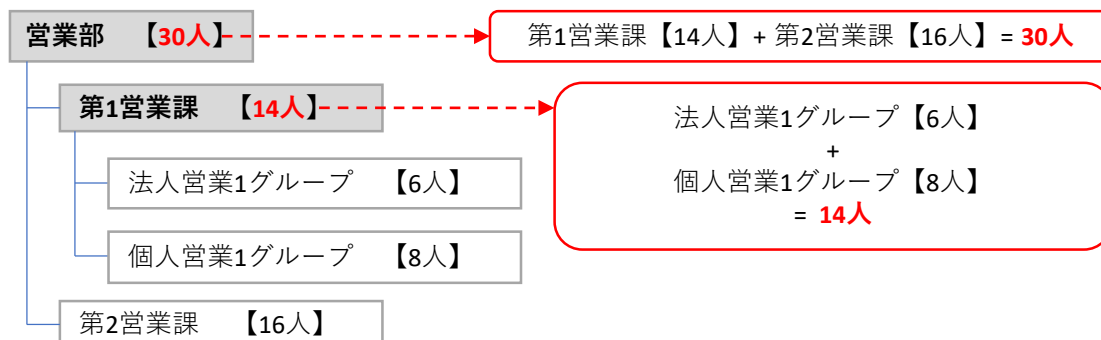 営業部 【30人】
第1営業課【14人】+ 第2営業課【16人】= 30人
第1営業課 【14人】
法人営業1グループ【6人】
+
個人営業1グループ【8人】
= 14人
法人営業1グループ 【6人】
個人営業1グループ 【8人】
第2営業課 【16人】